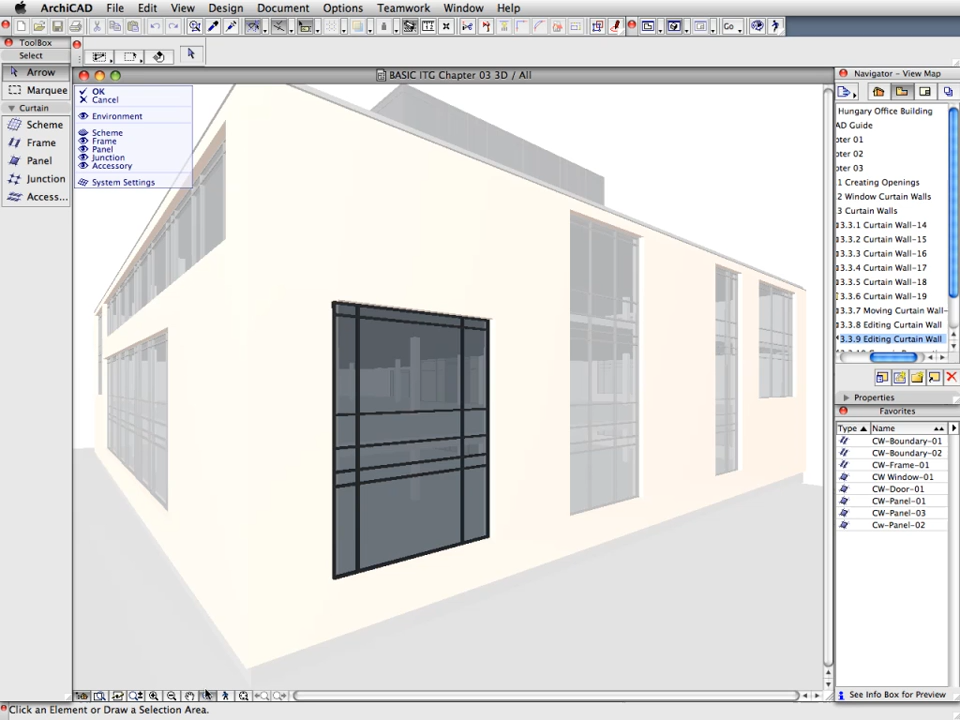 ArchiCAD File Edit View Design Document Options Teamwork Window Help
Go...
ToolBox
Select
Arrow
Marquee
Curtain
Scheme
Frame
Panel
Junction
Access...
BASIC ITG Chapter 03 3D / All
OK
Cancel
Environment
Scheme
Frame
Panel
Junction
Accessory
System Settings
Navigator - View Map
Hungary Office Building
AD Guide
oter 01
oter 02
oter 03
1 Creating Openings
2 Window Curtain Walls
3 Curtain Walls
3.3.1 Curtain Wall-14
3.3.2 Curtain Wall-15
3.3.3 Curtain Wall-16
3.3.4 Curtain Wall-17
3.3.5 Curtain Wall-18
3.3.6 Curtain Wall-19
3.3.7 Moving Curtain Wall-
3.3.8 Editing Curtain Wall
3.3.9 Editing Curtain Wall
Properties
Favorites
Type Name
CW-Boundary-01
CW-Boundary-02
CW-Frame-01
CW Window-01
CW-Door-01
CW-Panel-01
CW-Panel-03
Cw-Panel-02
See Info Box for Preview
Click an Element or Draw a Selection Area.